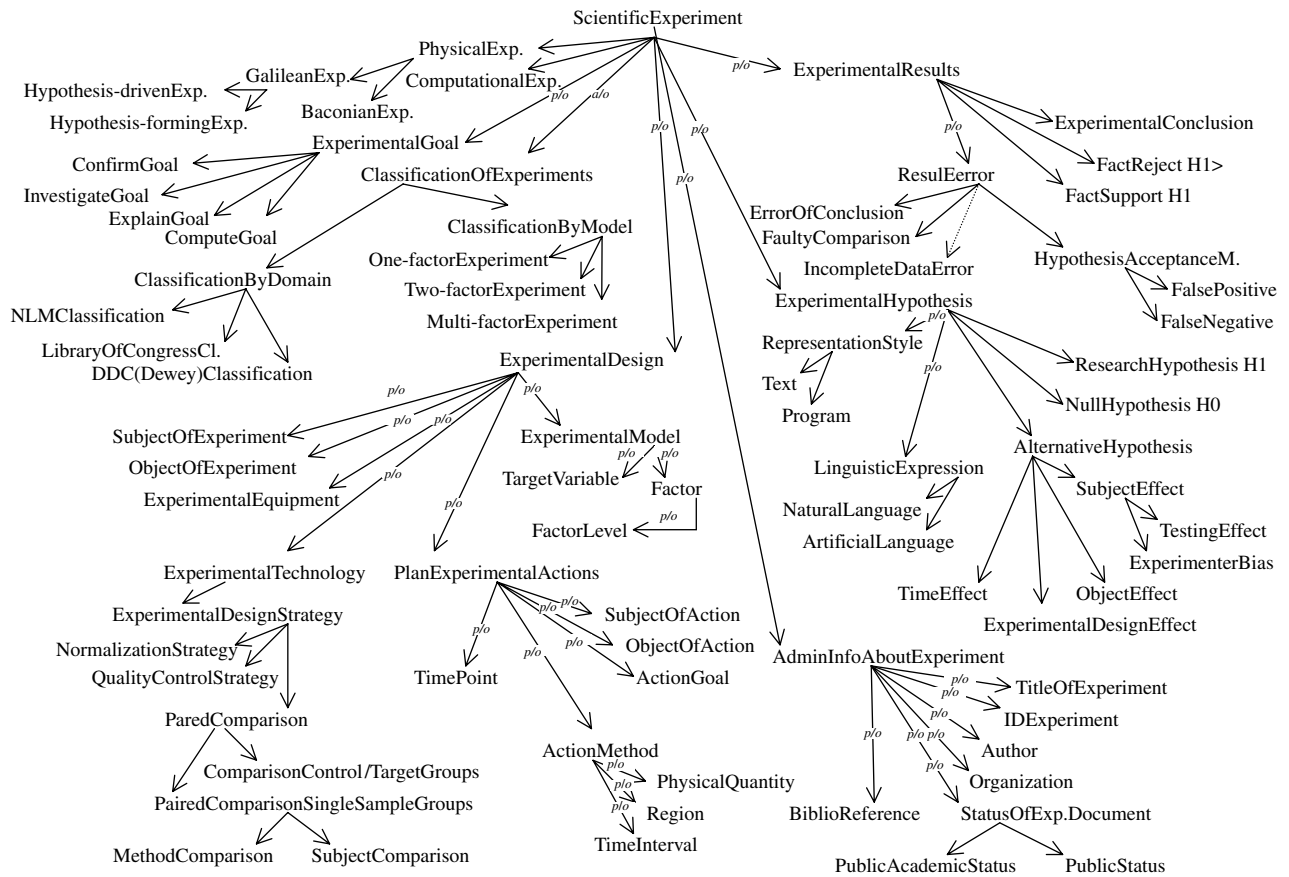 ScientificExperiment
PhysicalExp.
ComputationalExp.
GalileanExp.
BaconianExp.
Hypothesis-drivenExp.
Hypothesis-formingExp.
p/o
a/o
p/o
p/o
p/o
p/o
ExperimentalResults
p/o
ExperimentalConclusion
FactReject H1>
FactSupport H1
ResulEerror
ErrorOfConclusion
FaultyComparison
IncompleteDataError
HypothesisAcceptanceM.
FalsePositive
FalseNegative
ExperimentalGoal
ConfirmGoal
InvestigateGoal
ExplainGoal
ComputeGoal
ClassificationOfExperiments
ClassificationByModel
One-factorExperiment
Two-factorExperiment
Multi-factorExperiment
ClassificationByDomain
NLMClassification
LibraryOfCongressCl.
DDC(Dewey)Classification
ExperimentalHypothesis
p/o
p/o
RepresentationStyle
Text
Program
ResearchHypothesis H1
NullHypothesis H0
AlternativeHypothesis
LinguisticExpression
NaturalLanguage
ArtificialLanguage
SubjectEffect
TestingEffect
ExperimenterBias
TimeEffect
ObjectEffect
ExperimentalDesignEffect
ExperimentalDesign
p/o
p/o
p/o
p/o
p/o
p/o
SubjectOfExperiment
ObjectOfExperiment
ExperimentalEquipment
ExperimentalModel
p/o
p/o
TargetVariable
Factor
p/o
FactorLevel
ExperimentalTechnology
ExperimentalDesignStrategy
NormalizationStrategy
QualityControlStrategy
ParedComparison
ComparisonControl/TargetGroups
PairedComparisonSingleSampleGroups
MethodComparison
SubjectComparison
PlanExperimentalActions
p/o
p/o
p/o
p/o
p/o
SubjectOfAction
ObjectOfAction
ActionGoal
TimePoint
ActionMethod
p/o
p/o
p/o
PhysicalQuantity
Region
TimeInterval
AdminInfoAboutExperiment
p/o
p/o
p/o
p/o
p/o
p/o
p/o
TitleOfExperiment
IDExperiment
Author
Organization
BiblioReference
StatusOfExp.Document
PublicAcademicStatus
PublicStatus